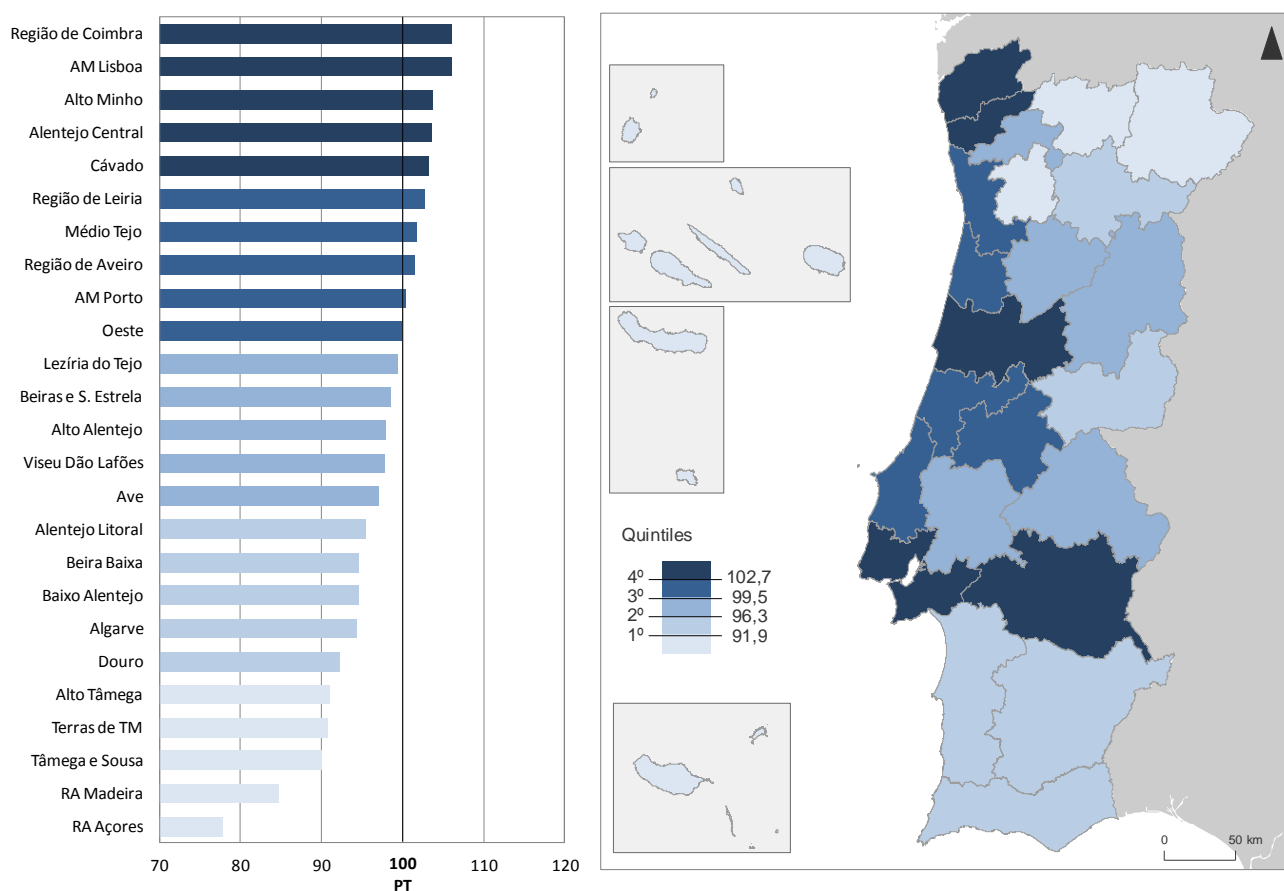 Região de Coimbra
AM Lisboa
Alto Minho
Alentejo Central
Cávado
Região de Leiria
Médio Tejo
Região de Aveiro
AM Porto
Oeste
Lezíria do Tejo
Beiras e S. Estrela
Alto Alentejo
Viseu Dão Lafões
Ave
Alentejo Litoral
Beira Baixa
Baixo Alentejo
Algarve
Douro
Alto Tâmega
Terras de TM
Tâmega e Sousa
RA Madeira
RA Açores
70 80 90 100 110 120
PT
Quintiles
4º 102,7
3º 99,5
2º 96,3
1º 91,9
0 50 km